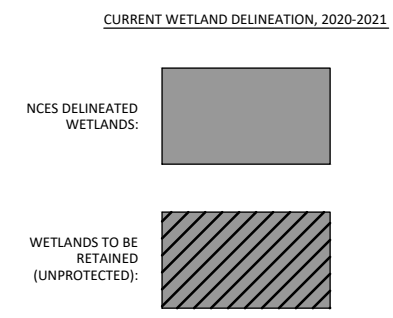 CURRENT WETLAND DELINEATION, 2020-2021
NCES DELINEATED
WETLANDS:
WETLANDS TO BE
RETAINED
(UNPROTECTED):